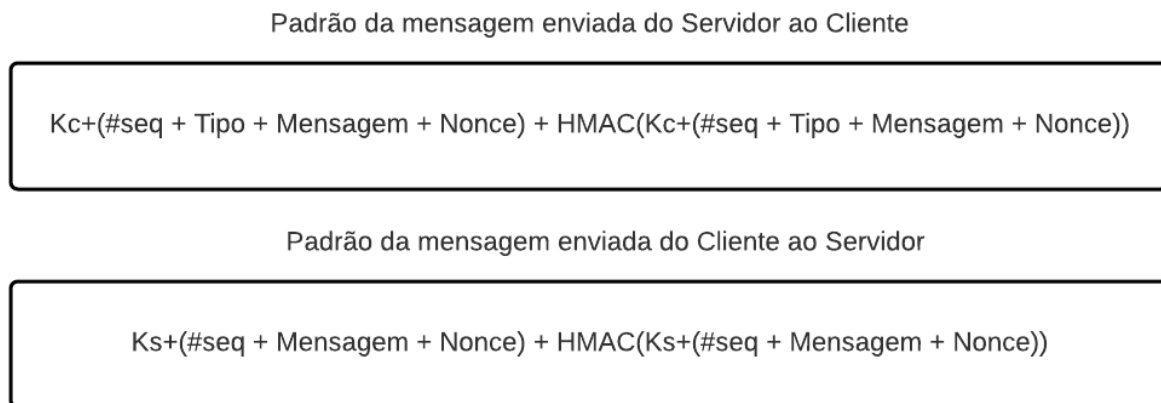 Padrão da mensagem enviada do Servidor ao Cliente
Kc+(#seq + Tipo + Mensagem + Nonce) + HMAC(Kc+(#seq + Tipo + Mensagem + Nonce))
Padrão da mensagem enviada do Cliente ao Servidor
Ks+(#seq + Mensagem + Nonce) + HMAC(Ks+(#seq + Mensagem + Nonce))